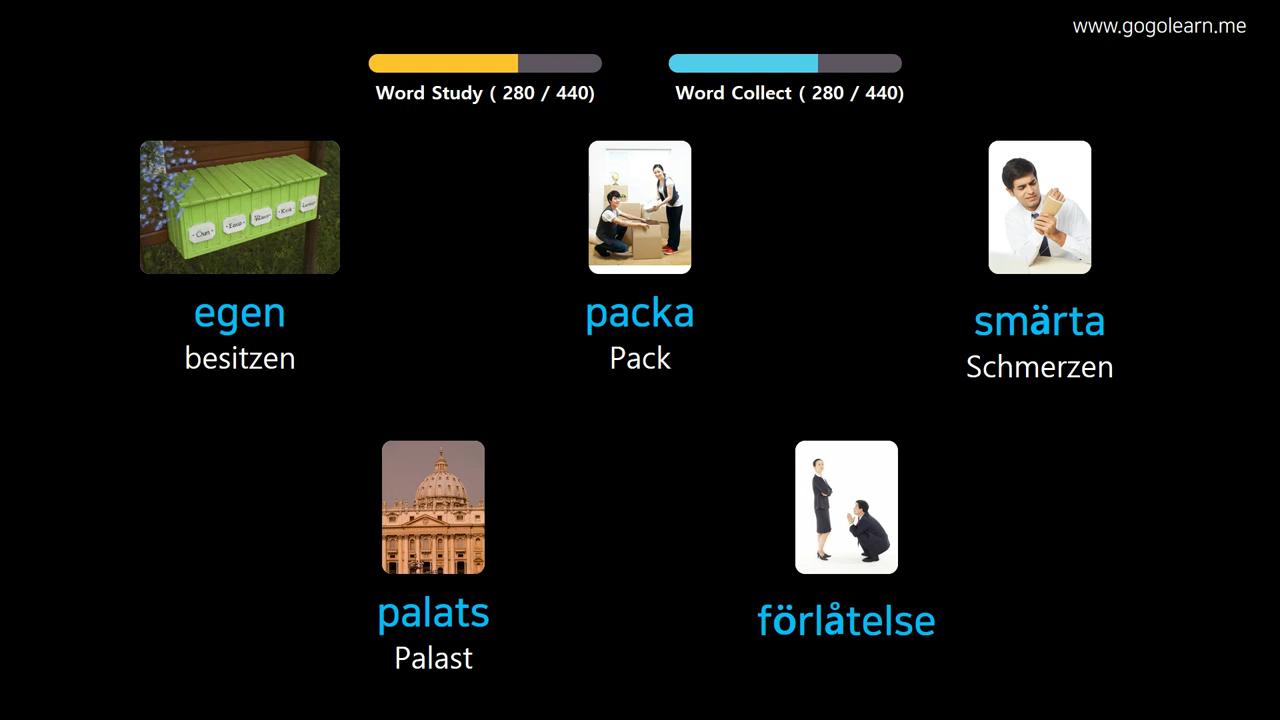 www.gogolearn.me
Word Study ( 280 / 440)
Word Collect ( 280 / 440)
egen
besitzen
packa
Pack
smärta
Schmerzen
palats
Palast
förlåtelse